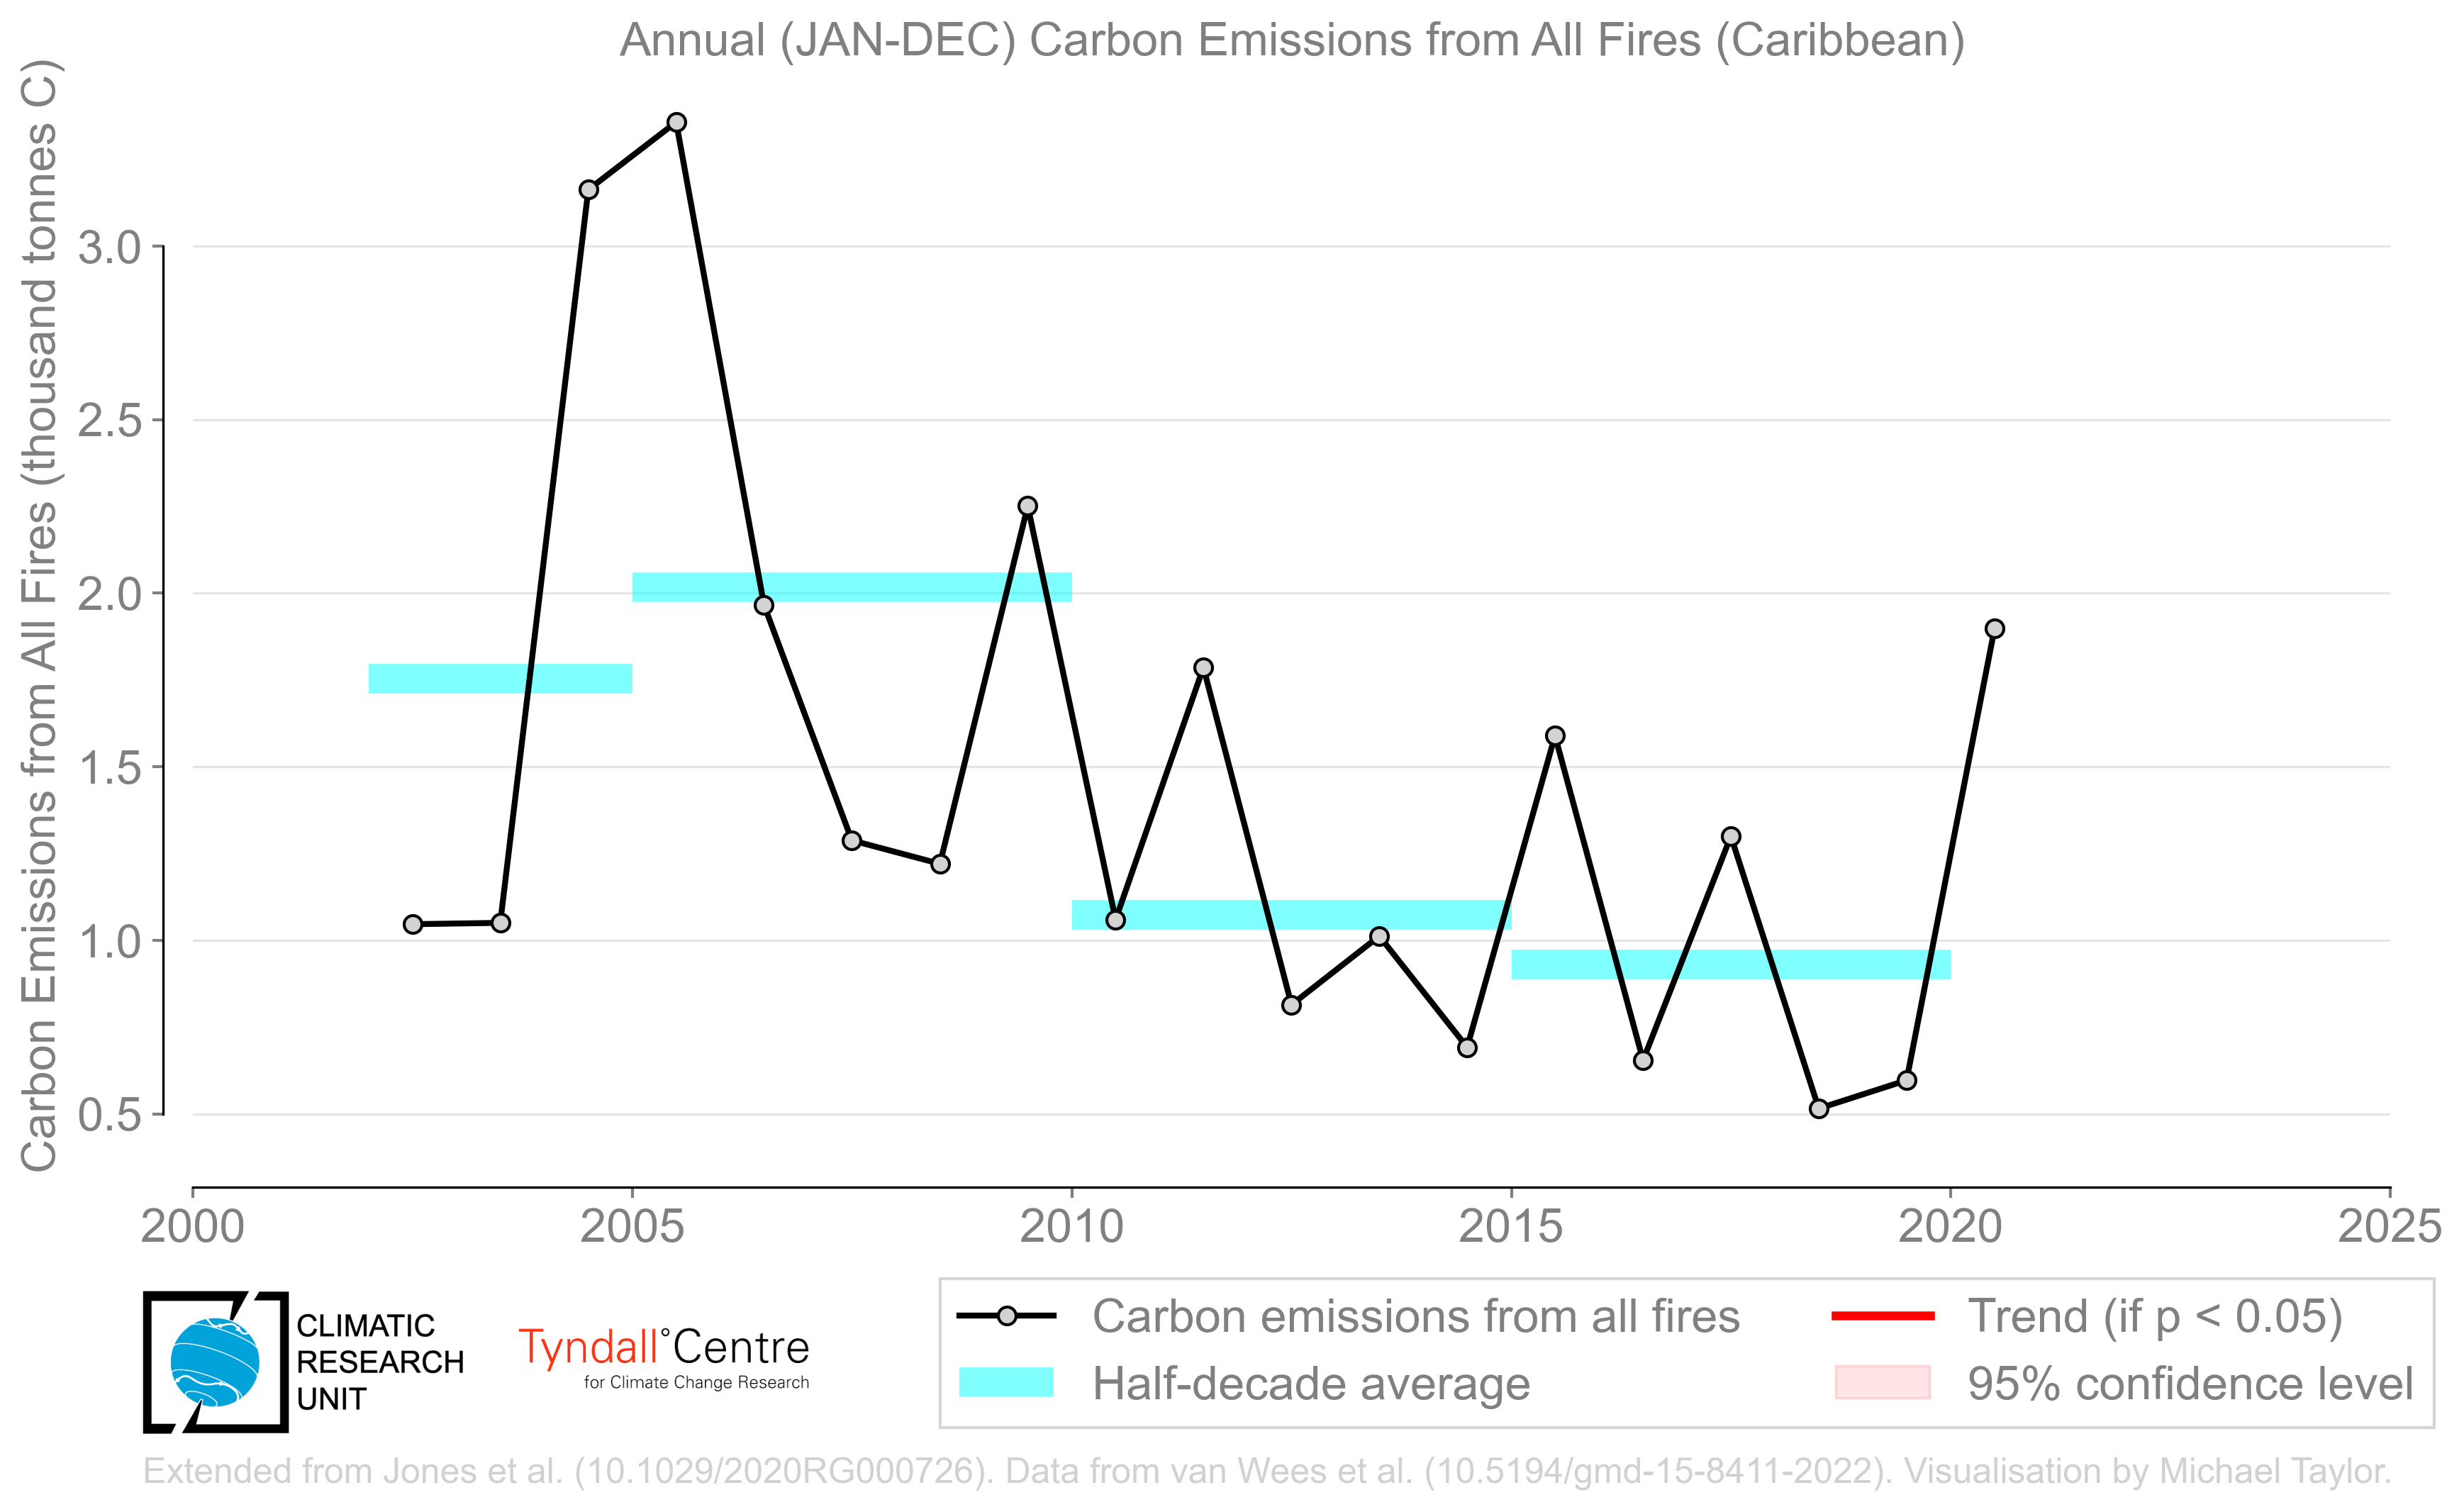 Annual (JAN-DEC) Carbon Emissions from All Fires (Caribbean)
Carbon Emissions from All Fires (thousand tonnes C)
3.0
2.5
2.0
1.5
1.0
0.5
2000 2005 2010 2015 2020 2025
CLIMATIC
RESEARCH
UNIT
Tyndall°Centre
for Climate Change Research
Carbon emissions from all fires
Half-decade average
Trend (if p < 0.05)
95% confidence level
Extended from Jones et al. (10.1029/2020RG000726). Data from van Wees et al. (10.5194/gmd-15-8411-2022). Visualisation by Michael Taylor.